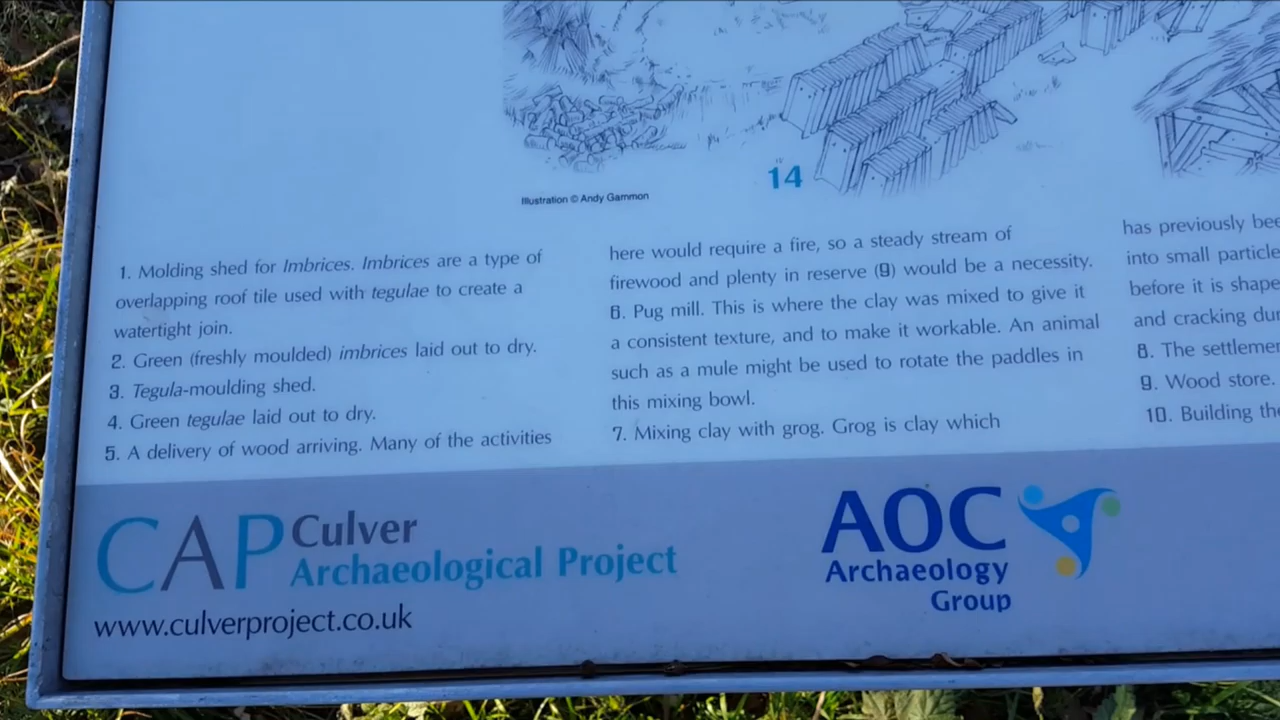 14
Illustration © Andy Gammon
1. Molding shed for Imbrices. Imbrices are a type of
overlapping roof tile used with tegulae to create a
watertight join.
2. Green (freshly moulded) imbrices laid out to dry.
3. Tegula-moulding shed.
4. Green tegulae laid out to dry.
5. A delivery of wood arriving. Many of the activities
here would require a fire, so a steady stream of
firewood and plenty in reserve (9) would be a necessity.
6. Pug mill. This is where the clay was mixed to give it
a consistent texture, and to make it workable. An animal
such as a mule might be used to rotate the paddles in
this mixing bowl.
7. Mixing clay with grog. Grog is clay which
has previously
into small
before it is
and cracking
8. The
9. Wood store.
10. Building
CAP Culver
Archaeological Project
www.culverproject.co.uk
AOC
Archaeology
Group